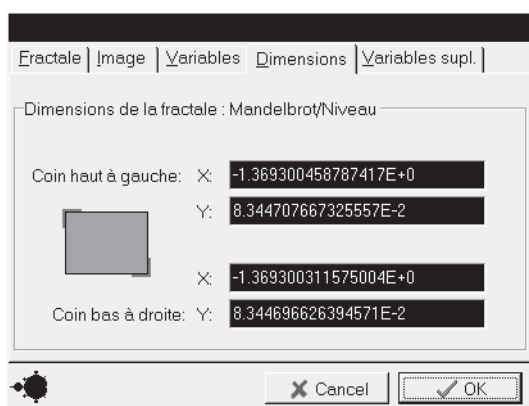 Fractale Image Variables Dimensions Variables supl.
Dimensions de la fractale : Mandelbrot/Niveau
Coin haut à gauche: X: -1.369300458787417E+0
Y: 8.344707667325557E-2
X: -1.369300311575004E+0
Coin bas à droite: Y: 8.344696626394571E-2
Cancel OK